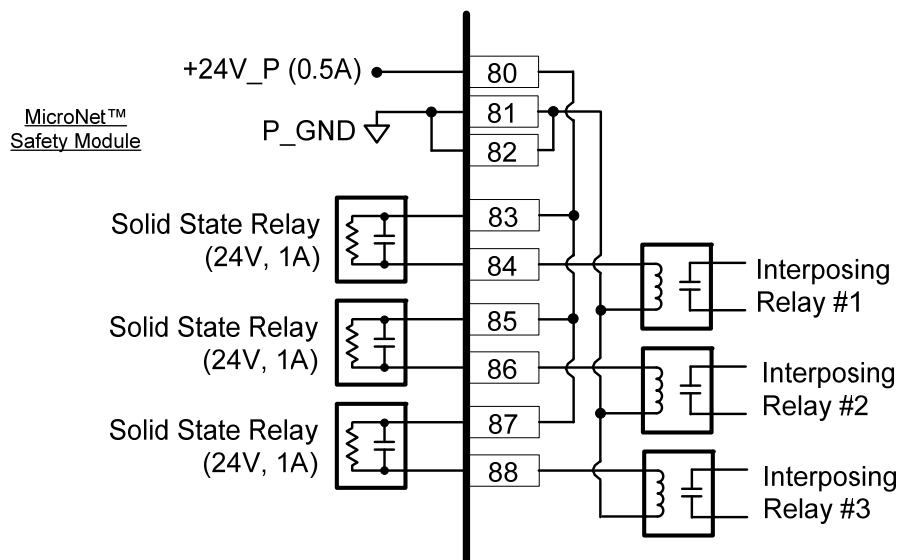 +24V_P (0.5A)
80
MicroNet™
Safety Module
P_GND
81
82
Solid State Relay
(24V, 1A)
83
84
Interposing
Relay #1
Solid State Relay
(24V, 1A)
85
86
Interposing
Relay #2
Solid State Relay
(24V, 1A)
87
88
Interposing
Relay #3